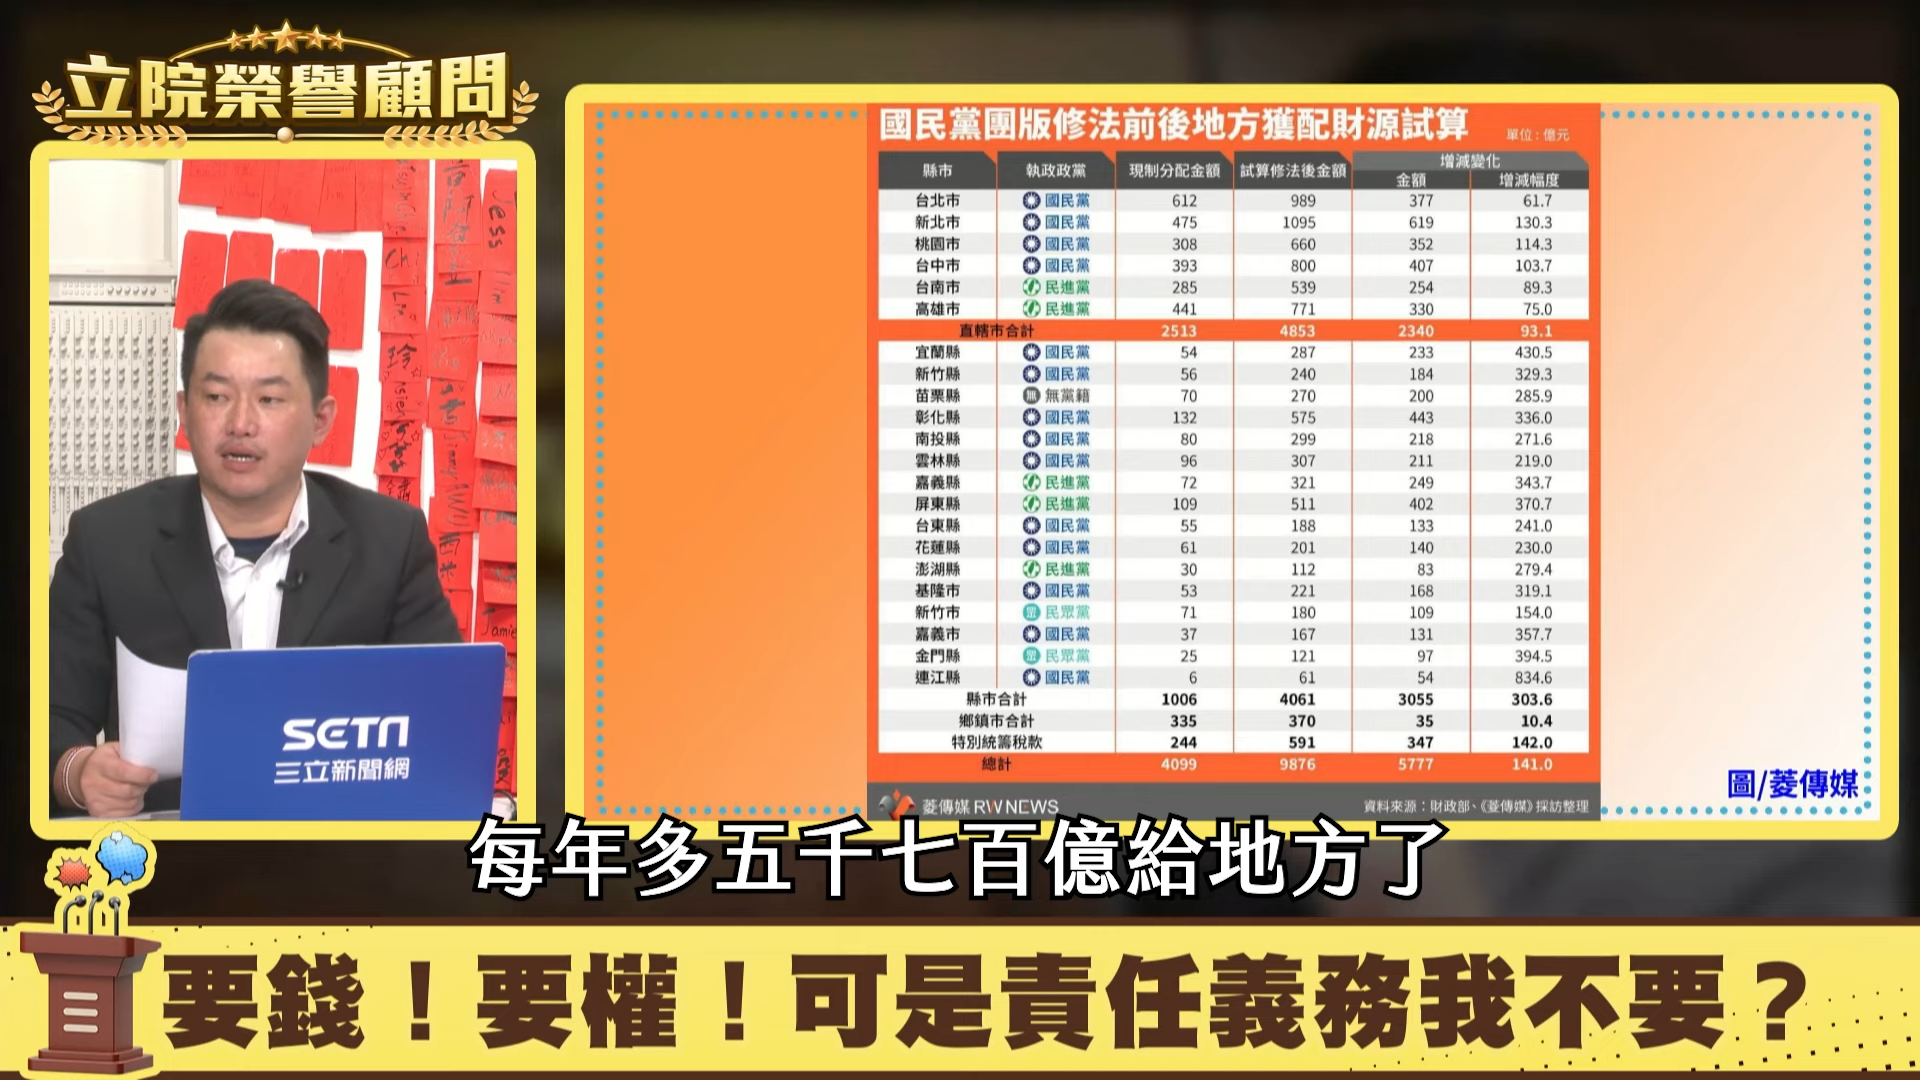 立院榮譽顧問
Jess
Chi
玲
Jamie
SETN
三立新聞網
國民黨團版修法前後地方獲配財源試算
單位：億元
縣市 執政政黨 現制分配金額 試算修法後金額 增減變化
金額 增減幅度
台北市 國民黨 612 989 377 61.7
新北市 國民黨 475 1095 619 130.3
桃園市 國民黨 308 660 352 114.3
台中市 國民黨 393 800 407 103.7
台南市 民進黨 285 539 254 89.3
高雄市 民進黨 441 771 330 75.0
直轄市合計 2513 4853 2340 93.1
宜蘭縣 國民黨 54 287 233 430.5
新竹縣 國民黨 56 240 184 329.3
苗栗縣 無 無黨籍 70 270 200 285.9
彰化縣 國民黨 132 575 443 336.0
南投縣 國民黨 80 299 218 271.6
雲林縣 國民黨 96 307 211 219.0
嘉義縣 民進黨 72 321 249 343.7
屏東縣 民進黨 109 511 402 370.7
台東縣 國民黨 55 188 133 241.0
花蓮縣 國民黨 61 201 140 230.0
澎湖縣 民進黨 30 112 83 279.4
基隆市 國民黨 53 221 168 319.1
新竹市 民眾黨 71 180 109 154.0
嘉義市 國民黨 37 167 131 357.7
金門縣 民眾黨 25 121 97 394.5
連江縣 國民黨 6 61 54 834.6
縣市合計 1006 4061 3055 303.6
鄉鎮市合計 335 370 35 10.4
特別統籌稅款 244 591 347 142.0
總計 4099 9876 5777 141.0
菱傳媒 RW NEWS
資料來源：財政部、《菱傳媒》採訪整理
圖/菱傳媒
每年多五千七百億給地方了
要錢！要權！可是責任義務我不要？